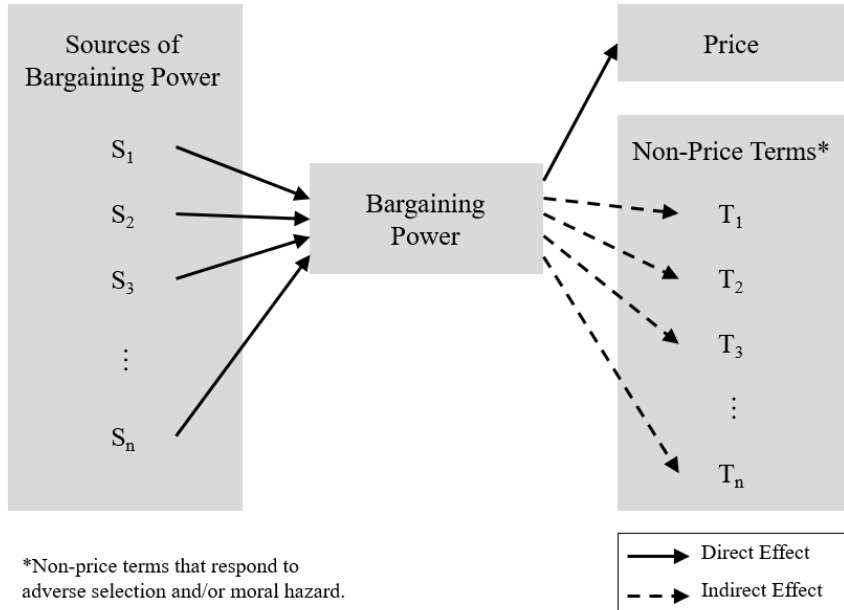 Sources of
Bargaining Power
S₁
S₂
S₃
⋮
Sₙ
Bargaining
Power
Price
Non-Price Terms*
T₁
T₂
T₃
⋮
Tₙ
*Non-price terms that respond to
adverse selection and/or moral hazard.
Direct Effect
Indirect Effect